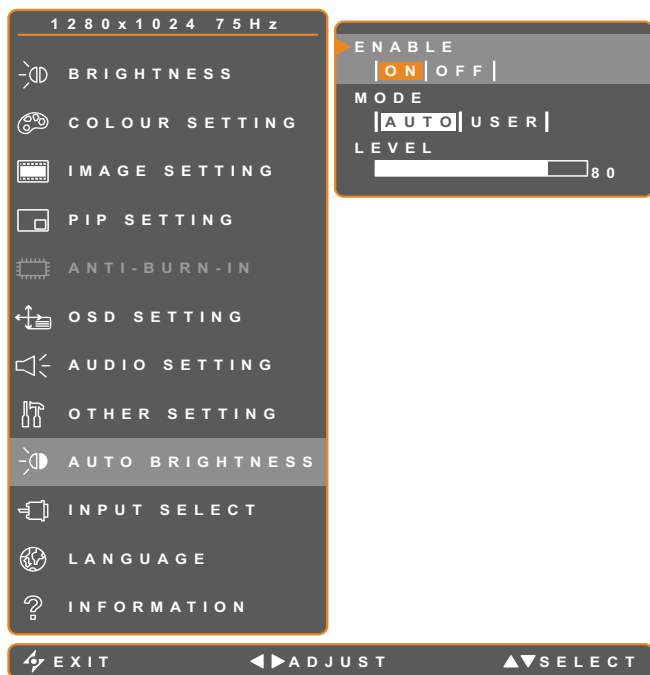 1280x1024 75Hz
BRIGHTNESS
COLOUR SETTING
IMAGE SETTING
PIP SETTING
ANTI-BURN-IN
OSD SETTING
AUDIO SETTING
OTHER SETTING
AUTO BRIGHTNESS
INPUT SELECT
LANGUAGE
? INFORMATION
ENABLE
ON OFF
MODE
AUTO USER
LEVEL
80
EXIT ADJUST SELECT